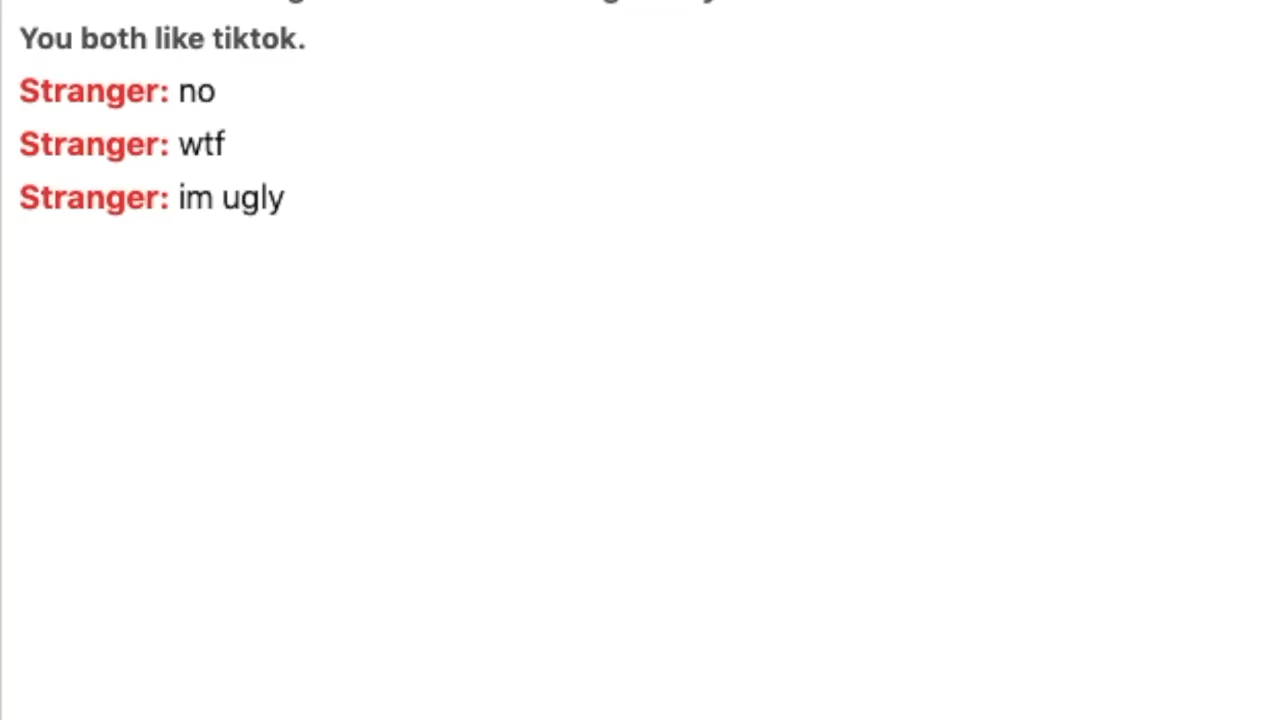 You both like tiktok.
Stranger: no
Stranger: wtf
Stranger: im ugly